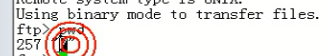 Remote system type is UNIX.
Using binary mode to transfer files.
ftp> pwd
257